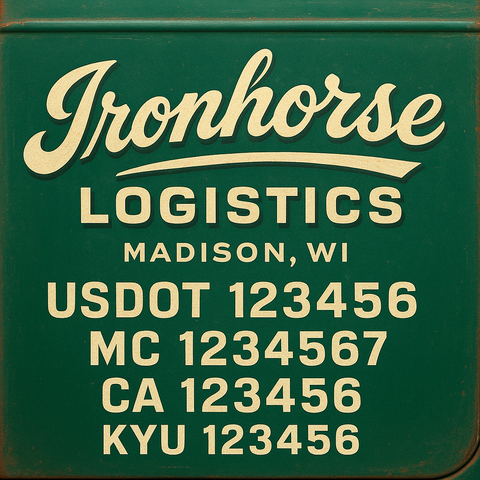 Ironhorse
LOGISTICS
MADISON, WI
USDOT 123456
MC 1234567
CA 123456
KYU 123456